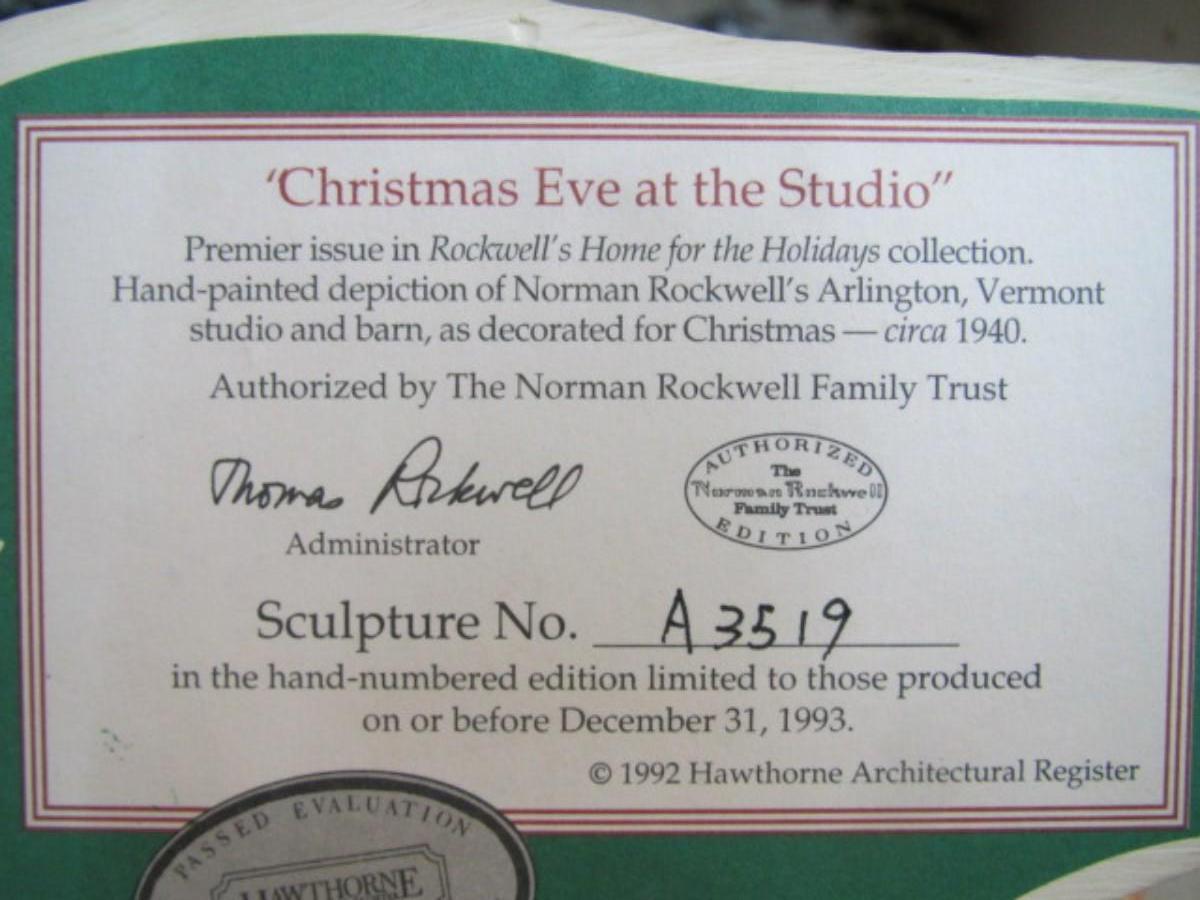 ‘Christmas Eve at the Studio”
Premier issue in Rockwell's Home for the Holidays collection.
Hand-painted depiction of Norman Rockwell's Arlington, Vermont
studio and barn, as decorated for Christmas — circa 1940.
Authorized by The Norman Rockwell Family Trust
Thomas Rockwell
Administrator
AUTHORIZED
The
Norman Rockwell
Family Trust
EDITION
Sculpture No. A3519
in the hand-numbered edition limited to those produced
on or before December 31, 1993.
© 1992 Hawthorne Architectural Register
PASSED EVALUATION
HAWTHORNE